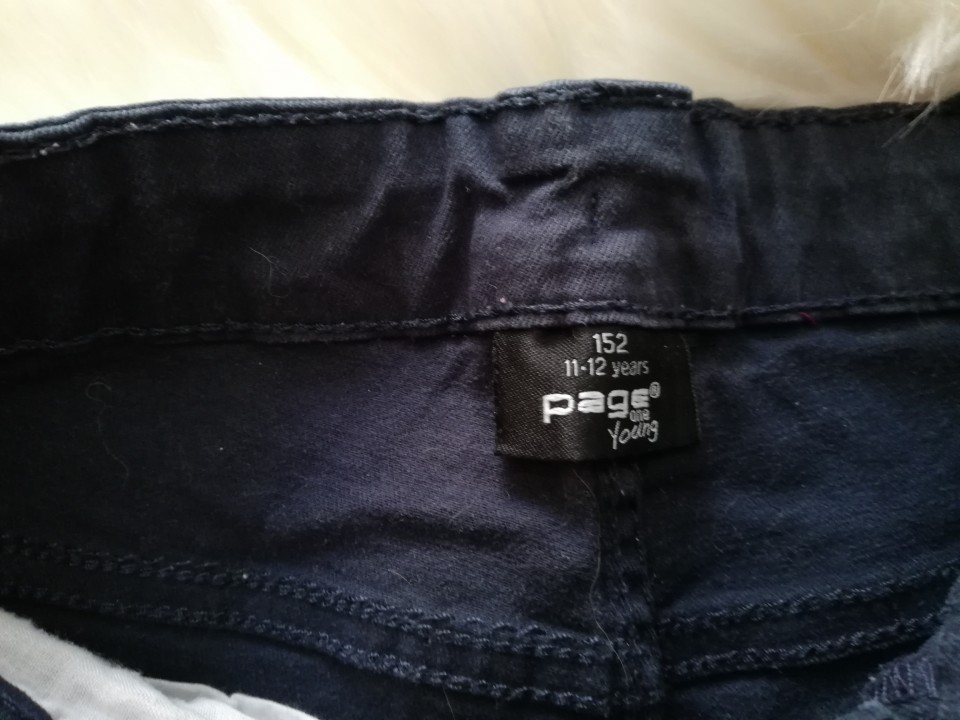 152
11-12 years
page®
one
Young